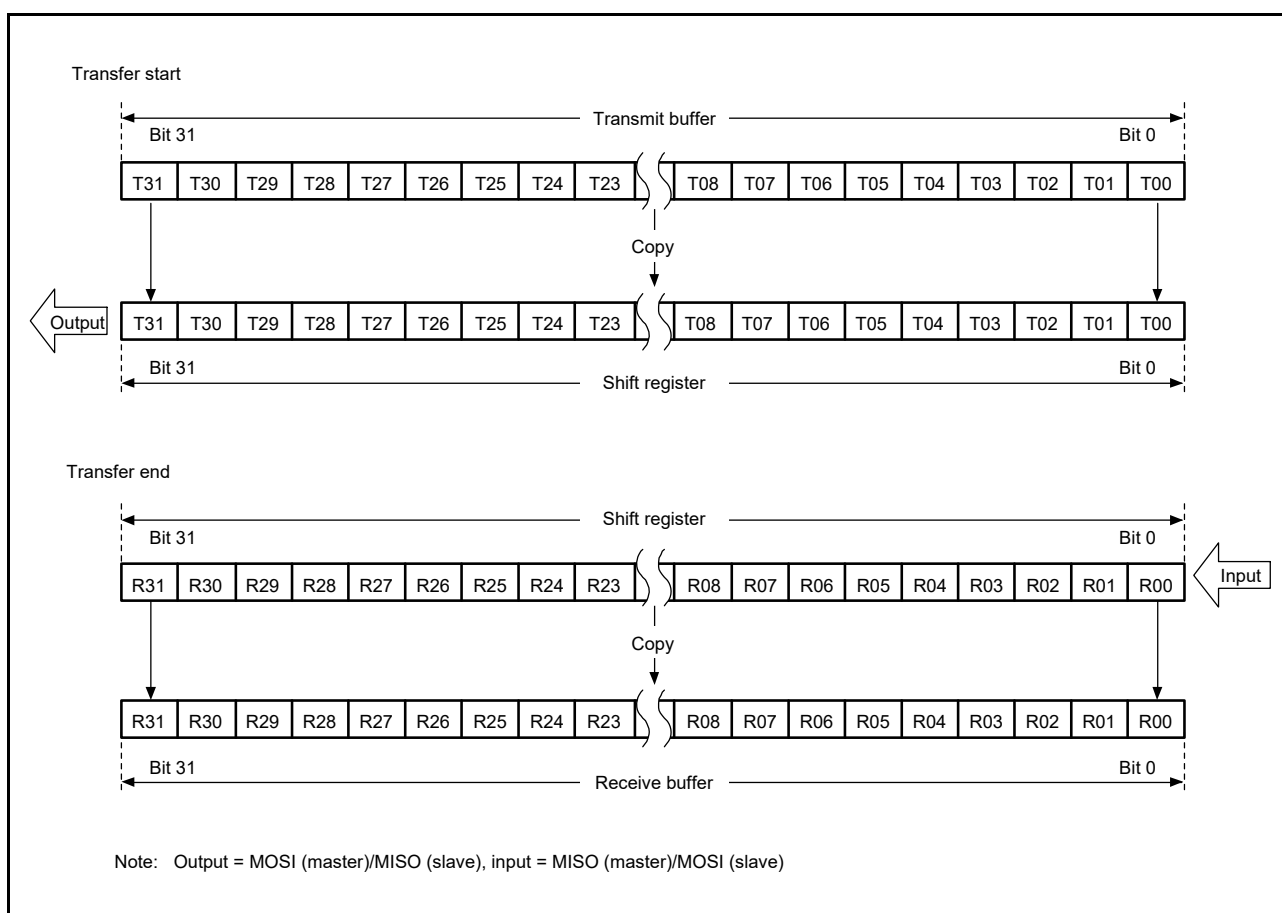 Transfer start
Transmit buffer
Bit 31 Bit 0
T31 T30 T29 T28 T27 T26 T25 T24 T23 T08 T07 T06 T05 T04 T03 T02 T01 T00
Copy
Output T31 T30 T29 T28 T27 T26 T25 T24 T23 T08 T07 T06 T05 T04 T03 T02 T01 T00
Bit 31 Bit 0
Shift register
Transfer end
Shift register
Bit 31 Bit 0
R31 R30 R29 R28 R27 R26 R25 R24 R23 R08 R07 R06 R05 R04 R03 R02 R01 R00 Input
Copy
R31 R30 R29 R28 R27 R26 R25 R24 R23 R08 R07 R06 R05 R04 R03 R02 R01 R00
Bit 31 Bit 0
Receive buffer
Note: Output = MOSI (master)/MISO (slave), input = MISO (master)/MOSI (slave)